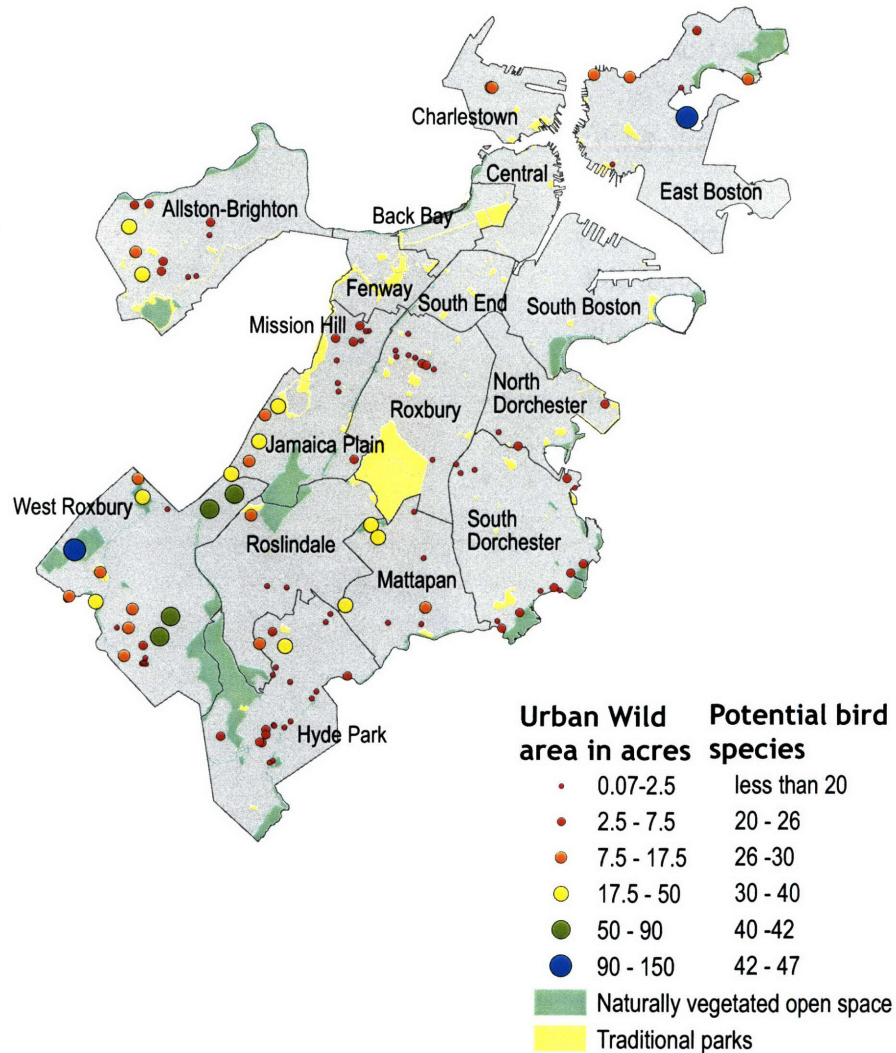 Charlestown
Central
East Boston
Allston-Brighton
Back Bay
Fenway
South End
South Boston
Mission Hill
North
Dorchester
Roxbury
Jamaica Plain
West Roxbury
South
Dorchester
Roslindale
Mattapan
Hyde Park
Urban Wild Potential bird
area in acres species
0.07-2.5 less than 20
2.5 - 7.5 20 - 26
7.5 - 17.5 26 -30
17.5 - 50 30 - 40
50 - 90 40 -42
90 - 150 42 - 47
Naturally vegetated open space
Traditional parks